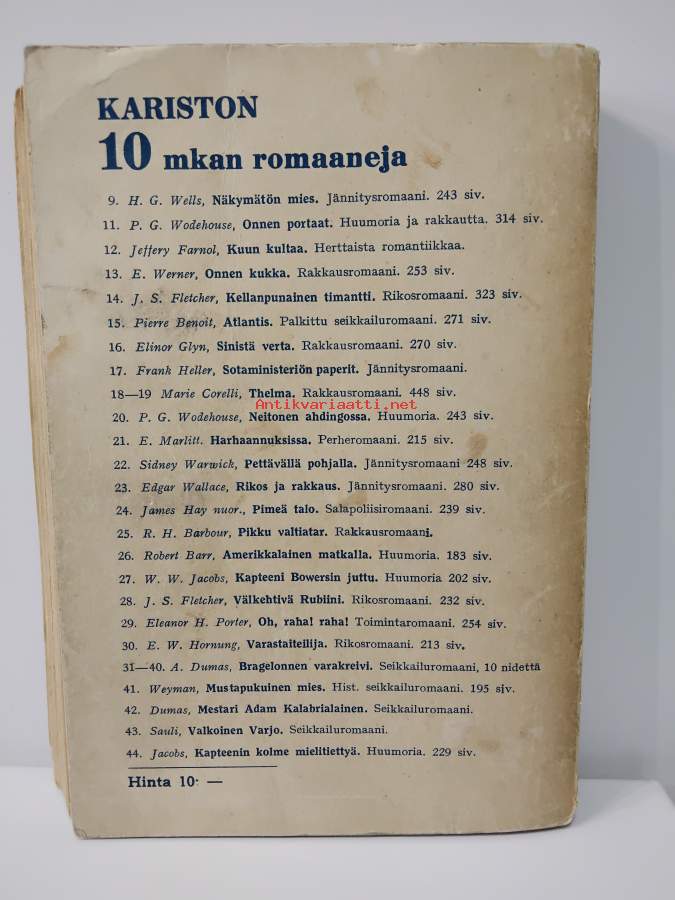 KARISTON
10 mkan romaaneja
9. H. G. Wells, Näkymätön mies. Jännitysromaani. 243 siv.
11. P. G. Wodehouse, Onnen portaat. Huumoria ja rakkautta. 314 siv.
12. Jeffery Farnol, Kuun kultaa. Herttaista romantiikkaa.
13. E. Werner, Onnen kukka. Rakkausromaani. 253 siv.
14. J. S. Fletcher, Kellanpunainen timantti. Rikosromaani. 323 siv.
15. Pierre Benoit, Atlantis. Palkittu seikkailuromaani. 271 siv.
16. Elinor Glyn, Sinistä verta. Rakkausromaani. 270 siv.
17. Frank Heller, Sotaministeriön paperit. Jännitysromaani.
18—19 Marie Corelli, Thelma. Rakkausromaani. 448 siv.
Antikvariaatti.net
20. P. G. Wodehouse, Neitonen ahdingossa. Huumoria. 243 siv.
21. E. Marlitt. Harhaannuksissa. Perheromaani. 215 siv.
22. Sidney Warwick, Pettävällä pohjalla. Jännitysromaani 248 siv.
23. Edgar Wallace, Rikos ja rakkaus. Jännitysromaani. 280 siv.
24. James Hay nuor., Pimeä talo. Salapoliisiromaani. 239 siv.
25. R. H. Barbour, Pikku valtiatar. Rakkausromaani.
26. Robert Barr, Amerikkalainen matkalla. Huumoria. 183 siv.
27. W. W. Jacobs, Kapteeni Bowersin juttu. Huumoria 202 siv.
28. J. S. Fletcher, Välkehtivä Rubiini. Rikosromaani. 232 siv.
29. Eleanor H. Porter, Oh, raha! raha! Toimintaromaani. 254 siv.
30. E. W. Hornung, Varastaiteilija. Rikosromaani. 213 siv.
31—40. A. Dumas, Bragelonnen varakreivi. Seikkailuromaani, 10 nidettä
41. Weyman, Mustapukuinen mies. Hist. seikkailuromaani. 195 siv.
42. Dumas, Mestari Adam Kalabrialainen. Seikkailuromaani.
43. Sauli, Valkoinen Varjo. Seikkailuromaani.
44. Jacobs, Kapteenin kolme mielitiettyä. Huumoria. 229 siv.
Hinta 10: —